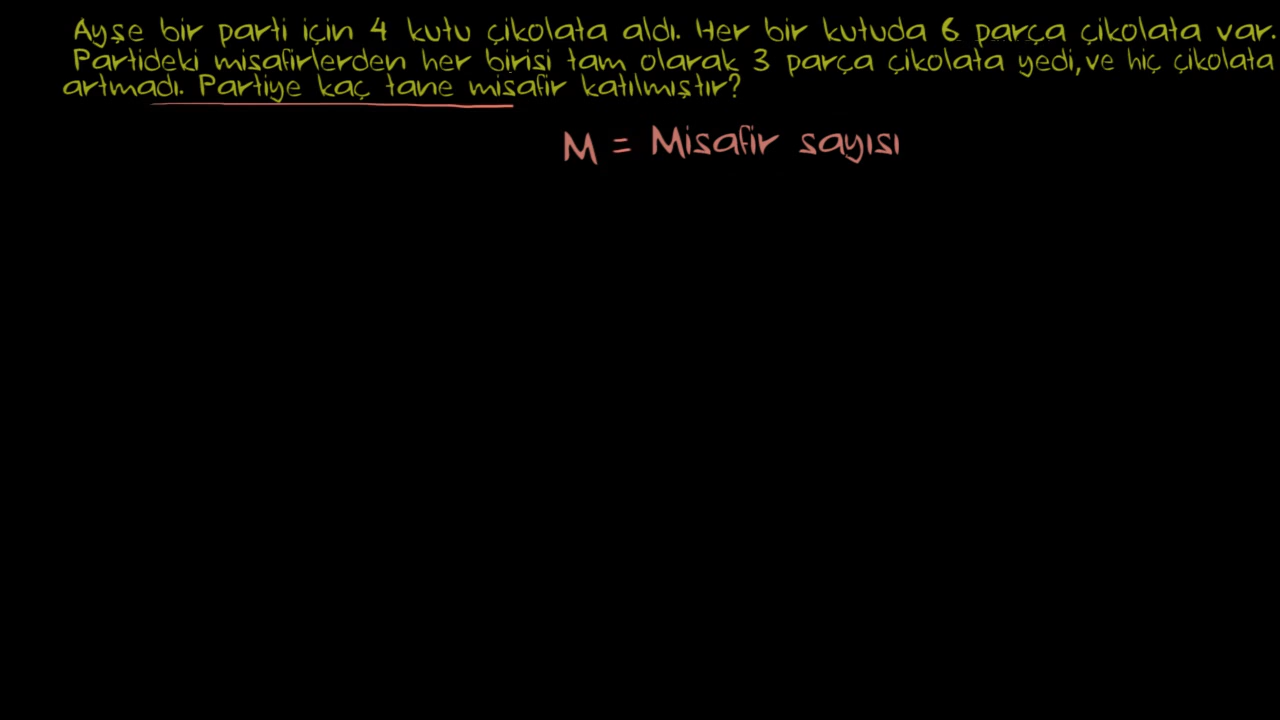 Ayşe bir parti için 4 kutu çikolata aldı. Her bir kutuda 6 parça çikolata var.
Partideki misafirlerden her birisi tam olarak 3 parça çikolata yedi, ve hiç çikolata
artmadı. Partiye kaç tane misafir katılmıştır?
M = Misafir sayısı